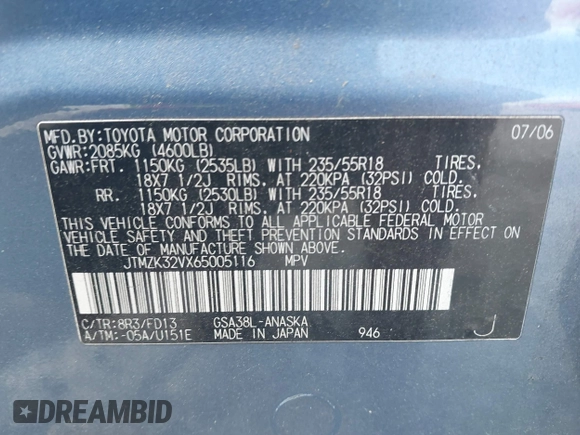 MFD.BY:TOYOTA MOTOR CORPORATION 07/06
GVWR:2085KG (4600LB)
GAWR:FRT. 1150KG (2535LB) WITH 235/55R18 TIRES.
18X7 1/2J RIMS. AT 220KPA (32PSI) COLD.
RR. 1150KG (2530LB) WITH 235/55R18 TIRES.
18X7 1/2J RIMS. AT 220KPA (32PSI) COLD.
THIS VEHICLE CONFORMS TO ALL APPLICABLE FEDERAL MOTOR
VEHICLE SAFETY AND THEFT PREVENTION STANDARDS IN EFFECT ON
THE DATE OF MANUFACTURE SHOWN ABOVE.
JTMZK32VX65005116 MPV
C/TR:8R3/FD13 GSA38L-ANASKA
A/TM:-05A/U151E MADE IN JAPAN 946 J
DREAMBID